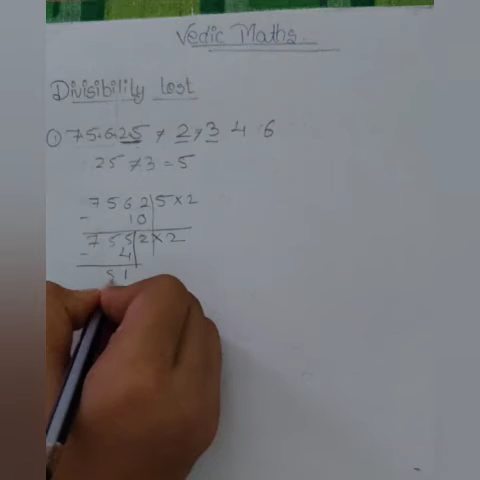 Vedic Maths.
Divisibility test
① 75625, 2, 3 4 6
25 ≠ 3 = 5
7562|5×2
- 10
755|2×2
- 4
51